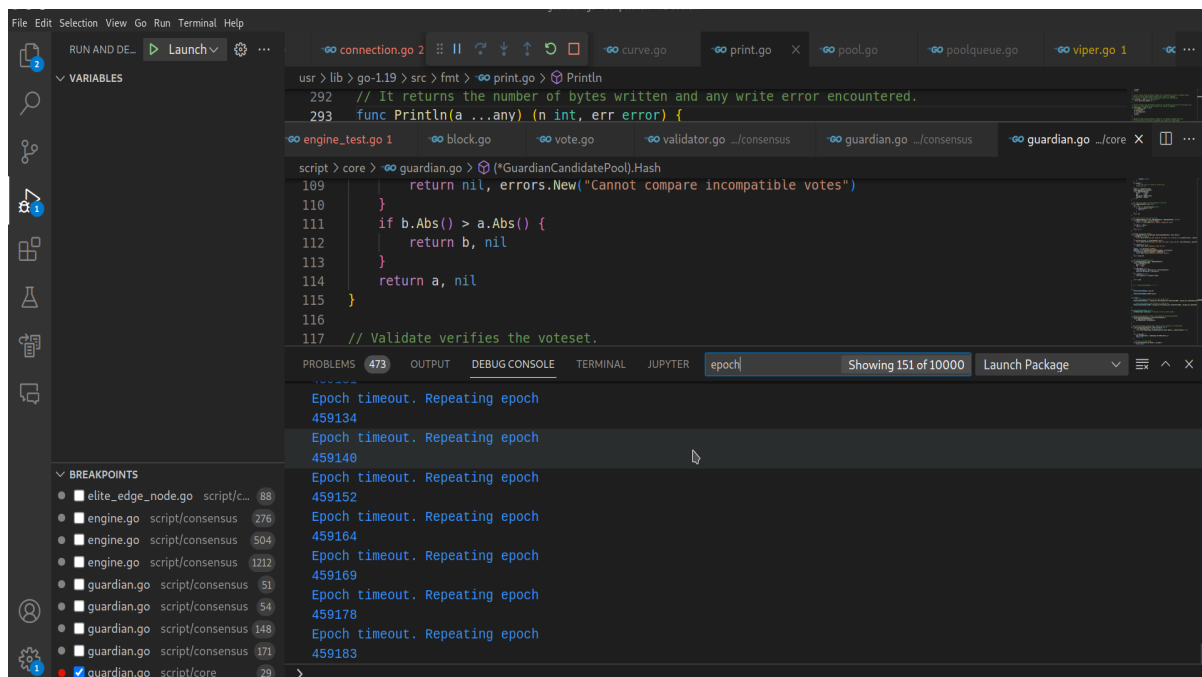 File Edit Selection View Go Run Terminal Help
RUN AND DE... Launch
VARIABLES
connection.go 2 curve.go print.go pool.go poolqueue.go viper.go 1
usr > lib > go-1.19 > src > fmt > print.go > Println
292 // It returns the number of bytes written and any write error encountered.
293 func Println(a ...any) (n int, err error) {
engine_test.go 1 block.go vote.go validator.go .../consensus guardian.go .../consensus guardian.go .../core
script > core > guardian.go > (*GuardianCandidatePool).Hash
109 return nil, errors.New("Cannot compare incompatible votes")
110 }
111 if b.Abs() > a.Abs() {
112 return b, nil
113 }
114 return a, nil
115 }
116
117 // Validate verifies the voteset.
PROBLEMS 473 OUTPUT DEBUG CONSOLE TERMINAL JUPYTER epoch Showing 151 of 10000 Launch Package
Epoch timeout. Repeating epoch
459134
Epoch timeout. Repeating epoch
459140
Epoch timeout. Repeating epoch
459152
Epoch timeout. Repeating epoch
459164
Epoch timeout. Repeating epoch
459169
Epoch timeout. Repeating epoch
459178
Epoch timeout. Repeating epoch
459183
>
BREAKPOINTS
elite_edge_node.go script/c... 88
engine.go script/consensus 276
engine.go script/consensus 504
engine.go script/consensus 1212
guardian.go script/consensus 51
guardian.go script/consensus 54
guardian.go script/consensus 148
guardian.go script/consensus 171
guardian.go script/core 29
2
1
1